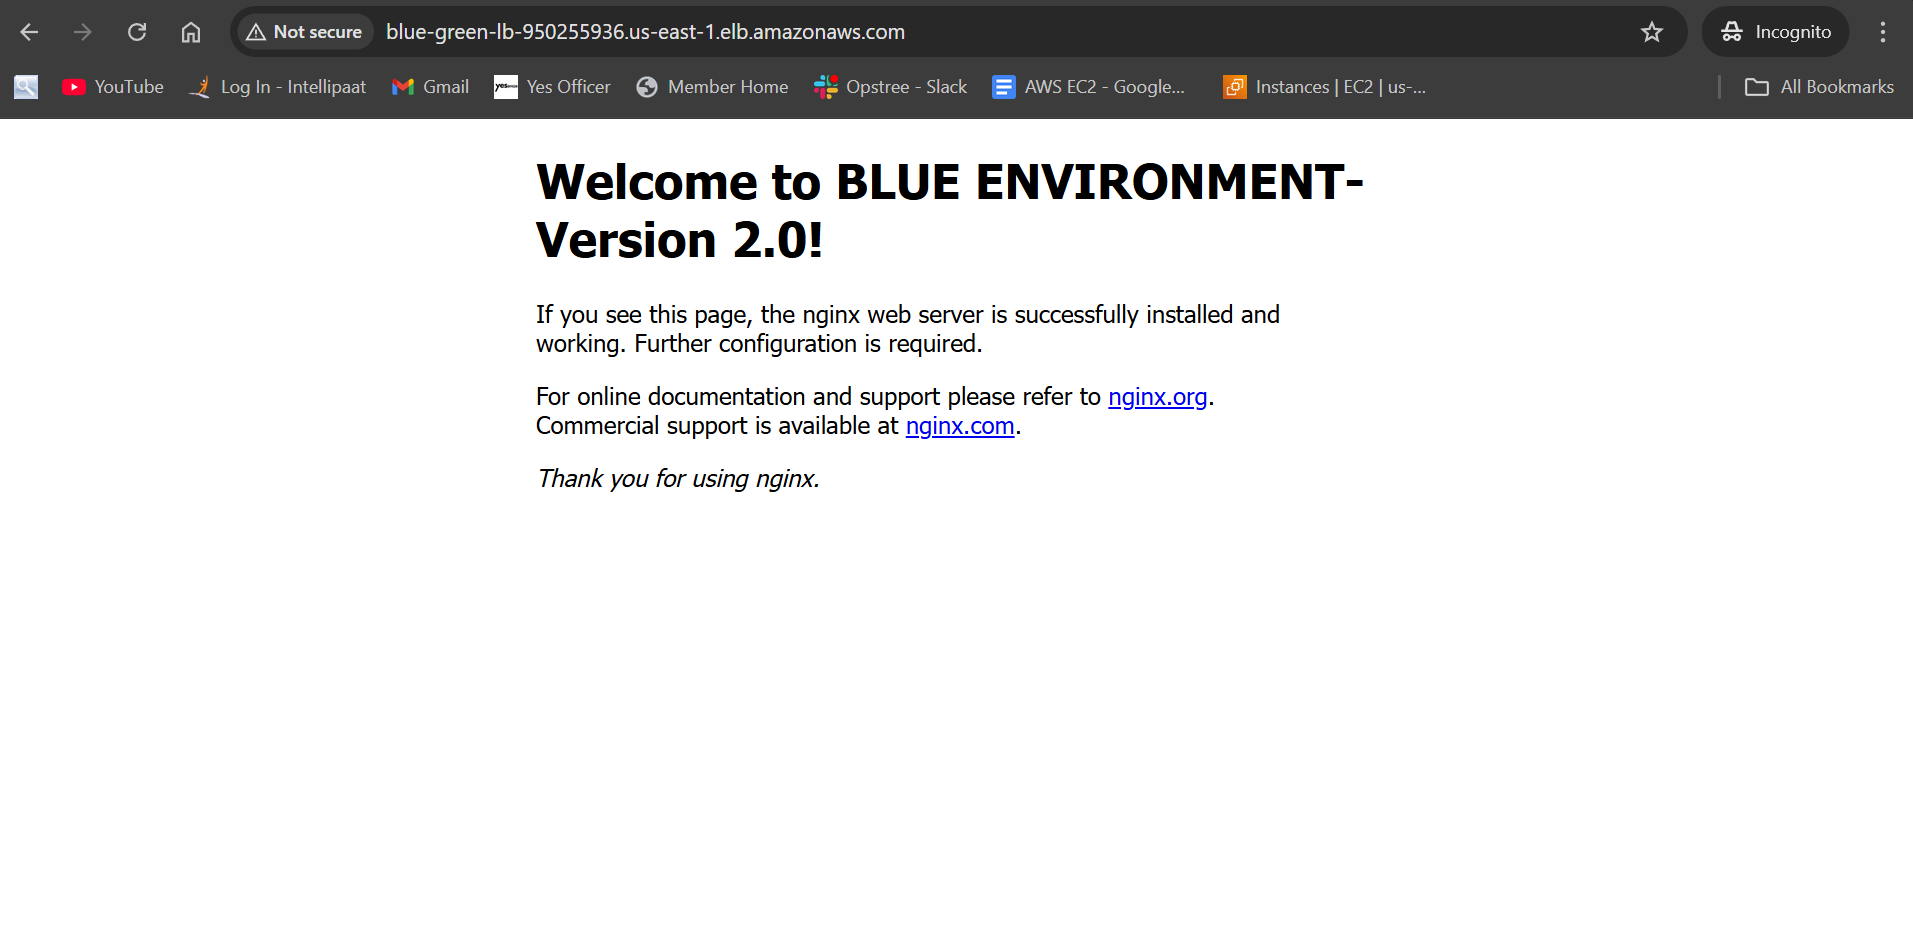 Not secure
blue-green-lb-950255936.us-east-1.elb.amazonaws.com
Incognito
YouTube
Log In - Intellipaat
Gmail
Yes Officer
Member Home
Opstree - Slack
AWS EC2 - Google...
Instances | EC2 | us-...
All Bookmarks
Welcome to BLUE ENVIRONMENT-
Version 2.0!
If you see this page, the nginx web server is successfully installed and
working. Further configuration is required.
For online documentation and support please refer to nginx.org.
Commercial support is available at nginx.com.
Thank you for using nginx.